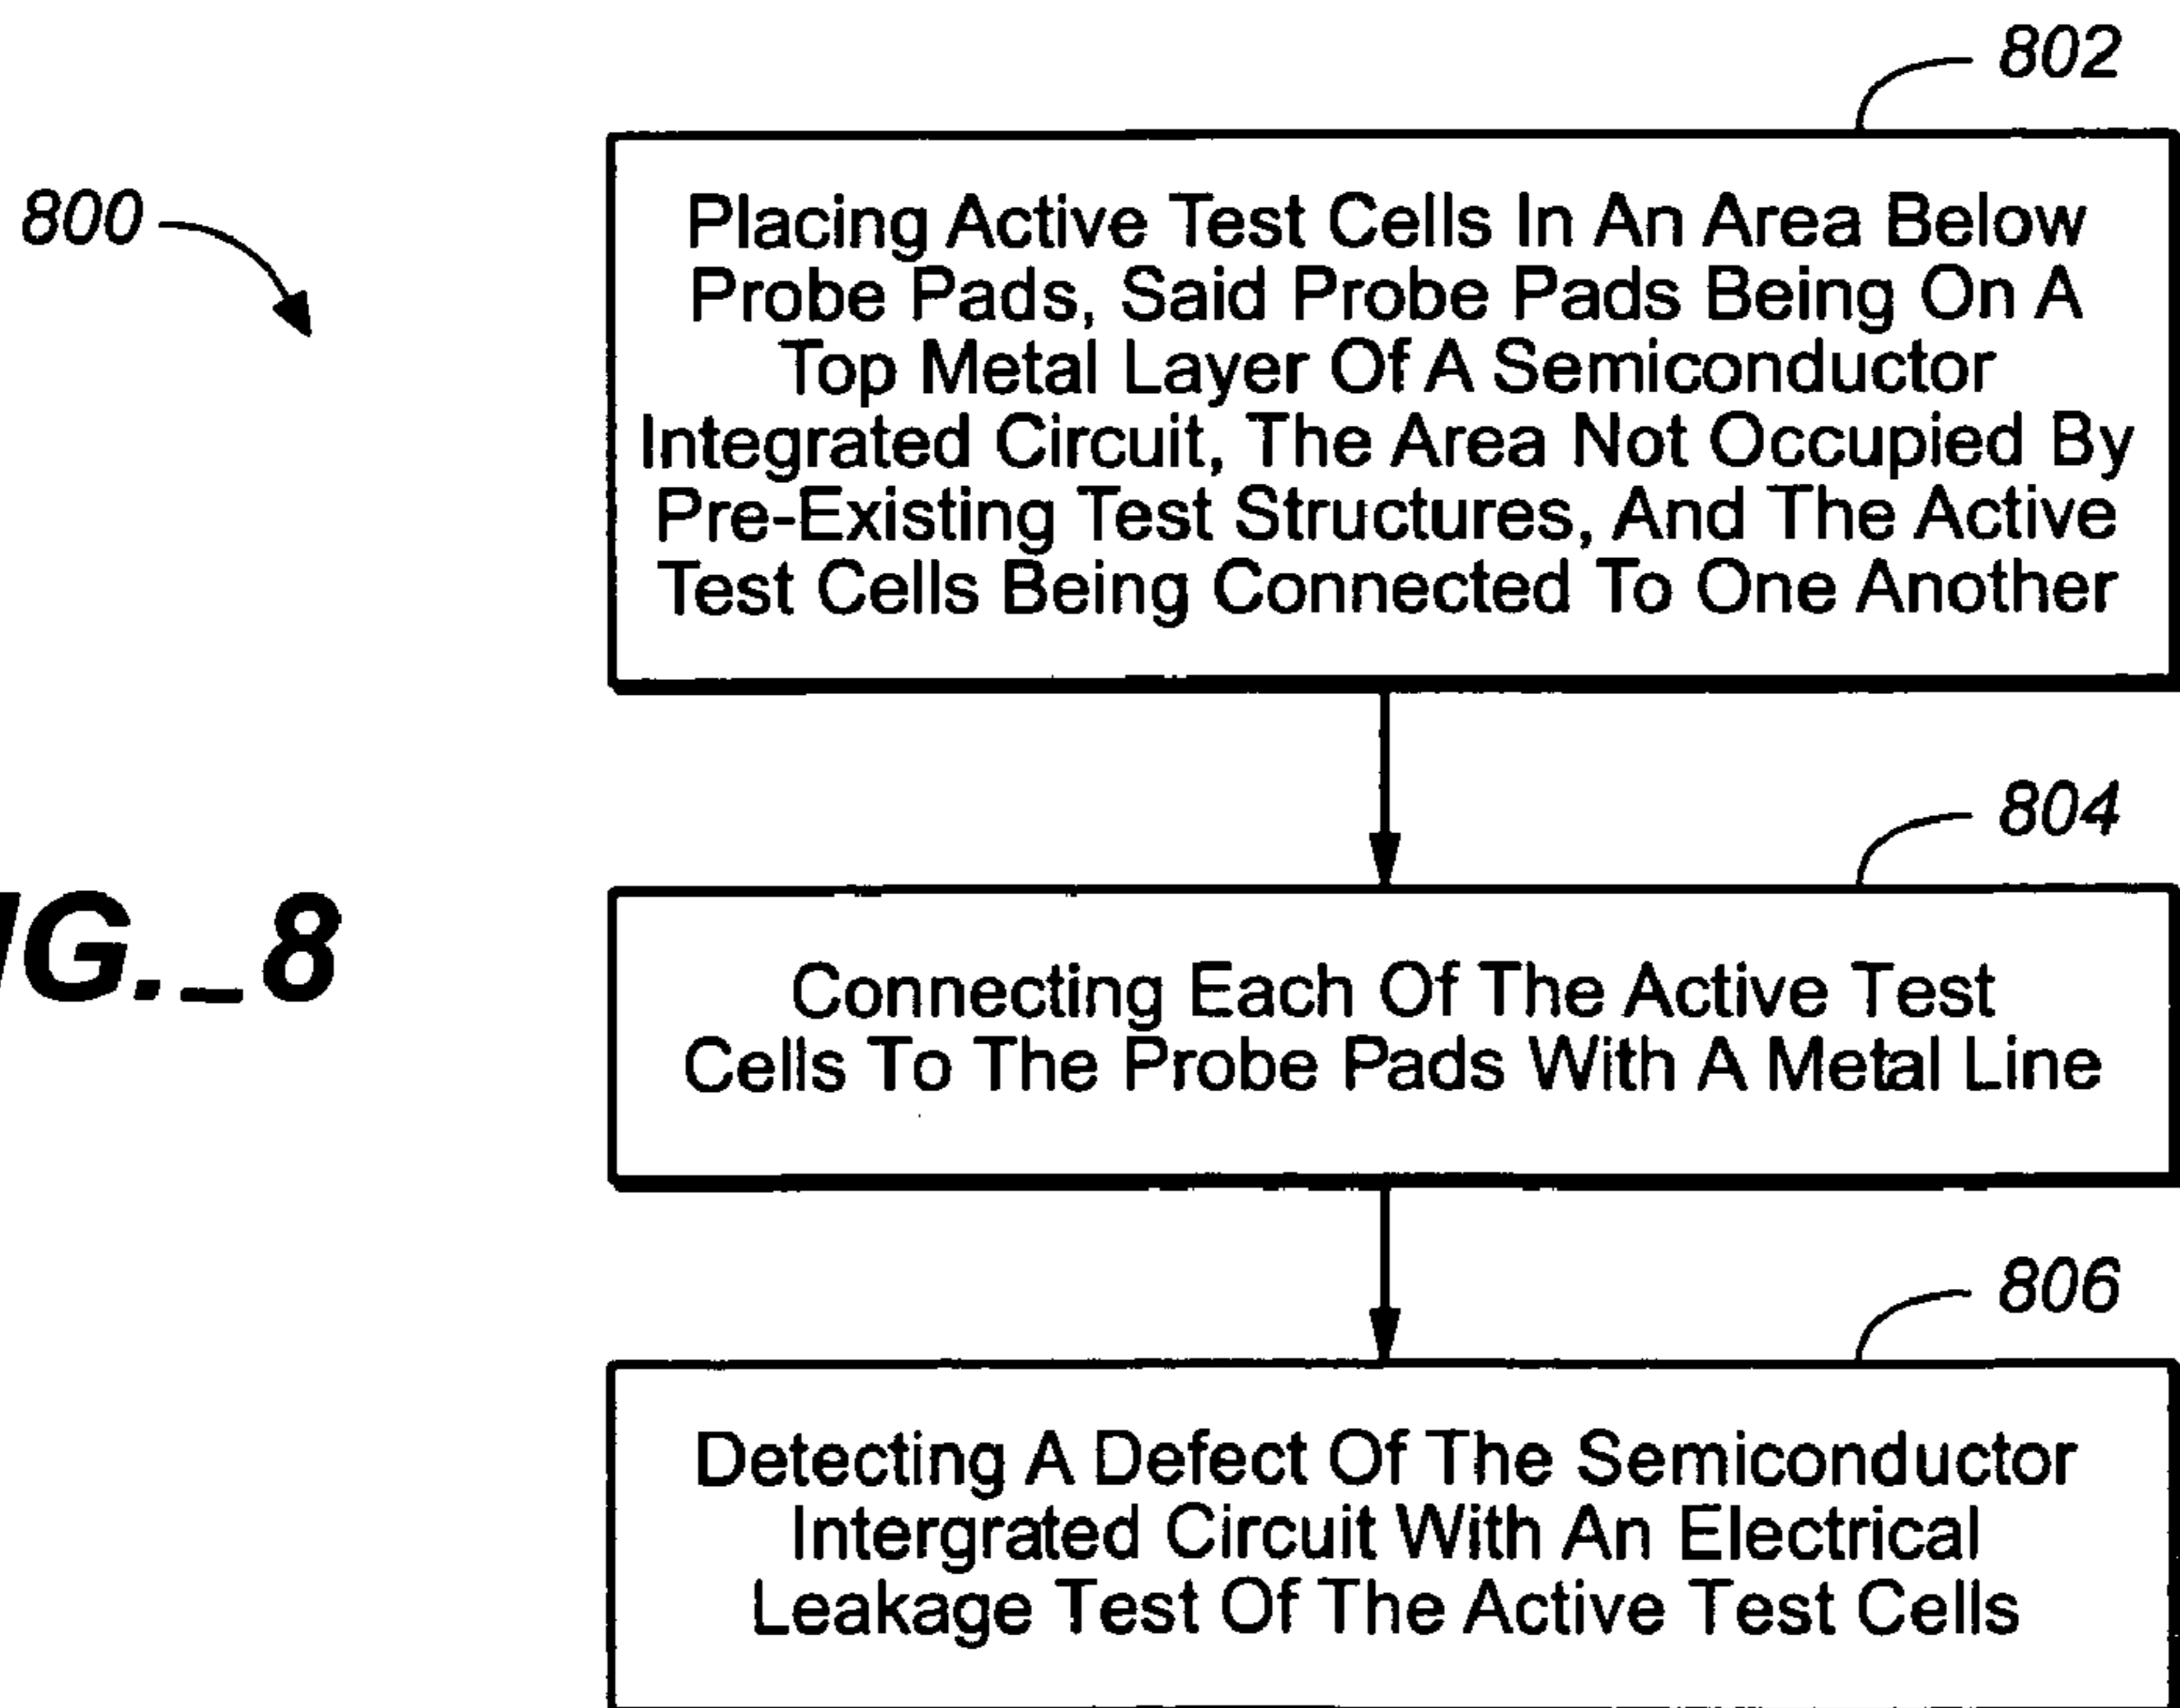 802
800
Placing Active Test Cells In An Area Below
Probe Pads, Said Probe Pads Being On A
Top Metal Layer Of A Semiconductor
Integrated Circuit, The Area Not Occupied By
Pre-Existing Test Structures, And The Active
Test Cells Being Connected To One Another
804
IG._8
Connecting Each Of The Active Test
Cells To The Probe Pads With A Metal Line
806
Detecting A Defect Of The Semiconductor
Intergrated Circuit With An Electrical
Leakage Test Of The Active Test Cells